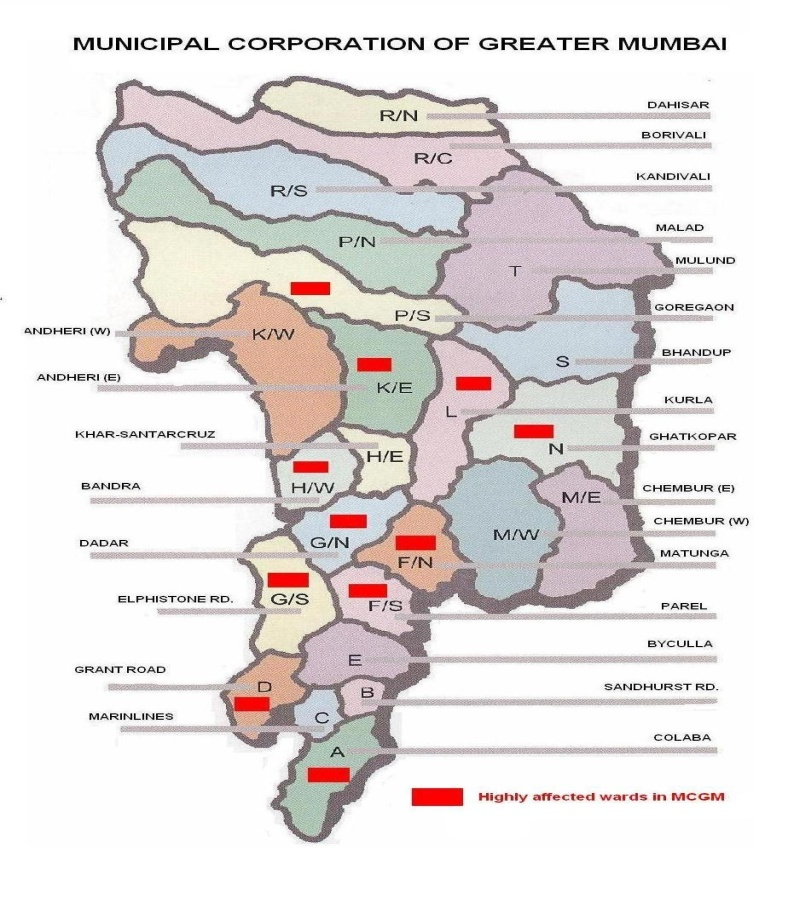 MUNICIPAL CORPORATION OF GREATER MUMBAI
R/N
DAHISAR
BORIVALI
R/C
KANDIVALI
R/S
MALAD
P/N
MULUND
T
GOREGAON
P/S
ANDHERI (W)
K/W
BHANDUP
S
ANDHERI (E)
K/E
KURLA
L
KHAR-SANTARCRUZ
GHATKOPAR
N
H/E
BANDRA
H/W
CHEMBUR (E)
M/E
CHEMBUR (W)
M/W
DADAR
G/N
MATUNGA
F/N
ELPHISTONE RD.
G/S
F/S
PAREL
BYCULLA
E
GRANT ROAD
D
SANDHURST RD.
B
MARINLINES
C
COLABA
A
Highly affected wards in MCGM